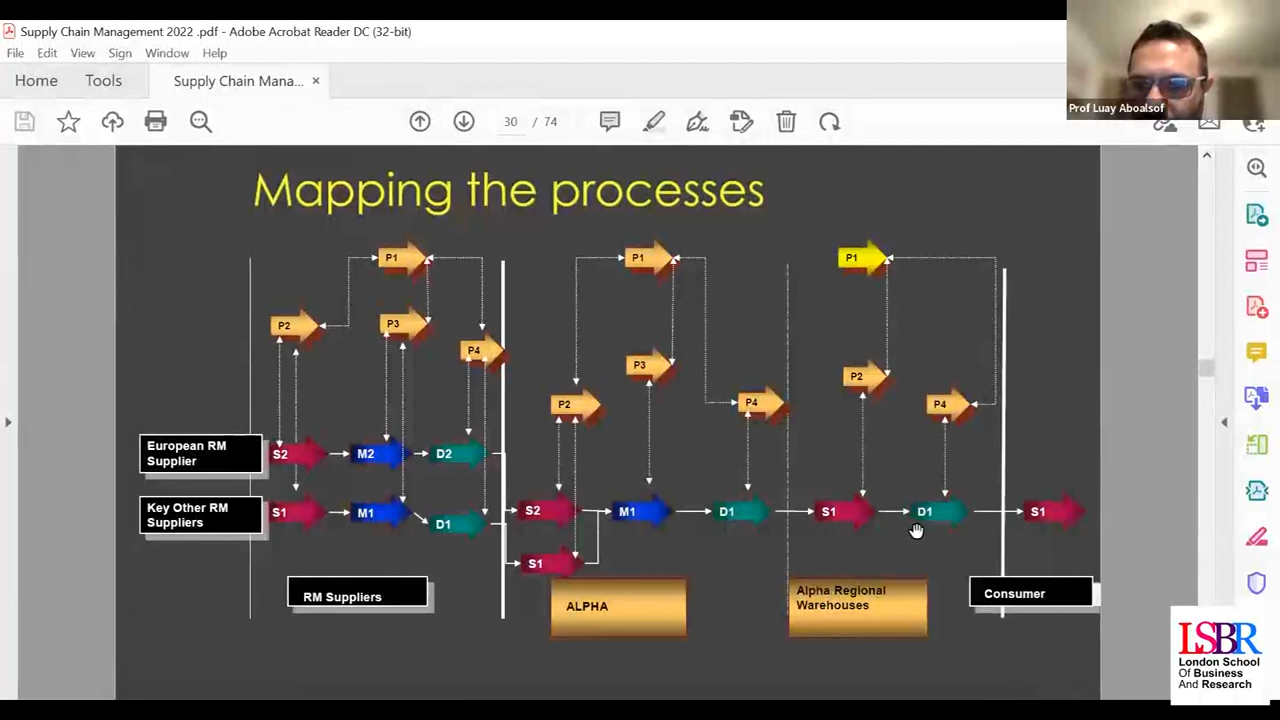 Supply Chain Management 2022 .pdf - Adobe Acrobat Reader DC (32-bit)
File Edit View Sign Window Help
Home Tools Supply Chain Mana... ×
30 / 74
Prof Luay Aboalsof
Mapping the processes
P1 P1 P1
P2 P3 P4
P3 P2 P4
P2 P4
European RM
Supplier
S2 M2 D2
Key Other RM
Suppliers
S1 M1 D1
S2 M1 D1 S1 D1 S1
S1
RM Suppliers
ALPHA
Alpha Regional
Warehouses
Consumer
LSBR
London School
Of Business
And Research